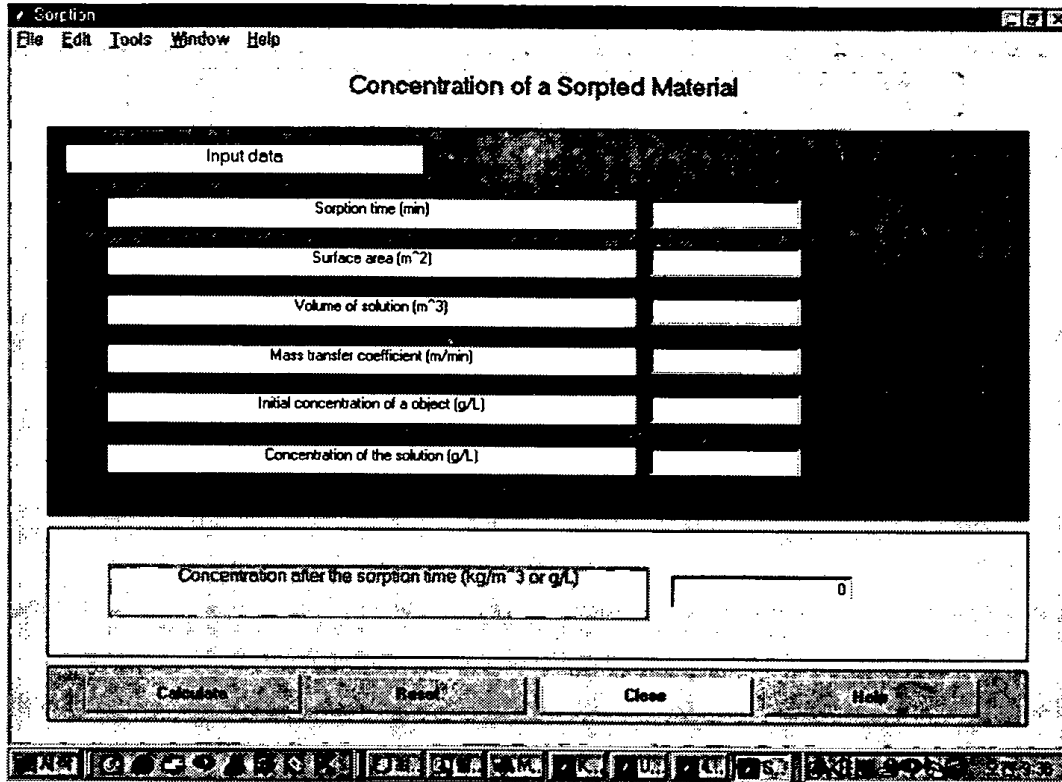 Sorption
File Edit Tools Window Help
Concentration of a Sorpted Material
Input data
Sorption time (min)
Surface area (m^2)
Volume of solution (m^3)
Mass transfer coefficient (m/min)
Initial concentration of a object (g/L)
Concentration of the solution (g/L)
Concentration after the sorption time (kg/m^3 or g/L)
0
Calculate Reset Close Help
시작